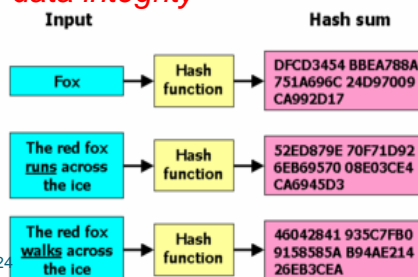 data integrity
Input
Hash sum
Fox
Hash
function
DFCD3454 BBEA788A
751A696C 24D97009
CA992D17
The red fox
runs across
the ice
Hash
function
52ED879E 70F71D92
6EB69570 08E03CE4
CA6945D3
The red fox
walks across
the ice
Hash
function
46042841 935C7FB0
9158585A B94AE214
26EB3CEA
24